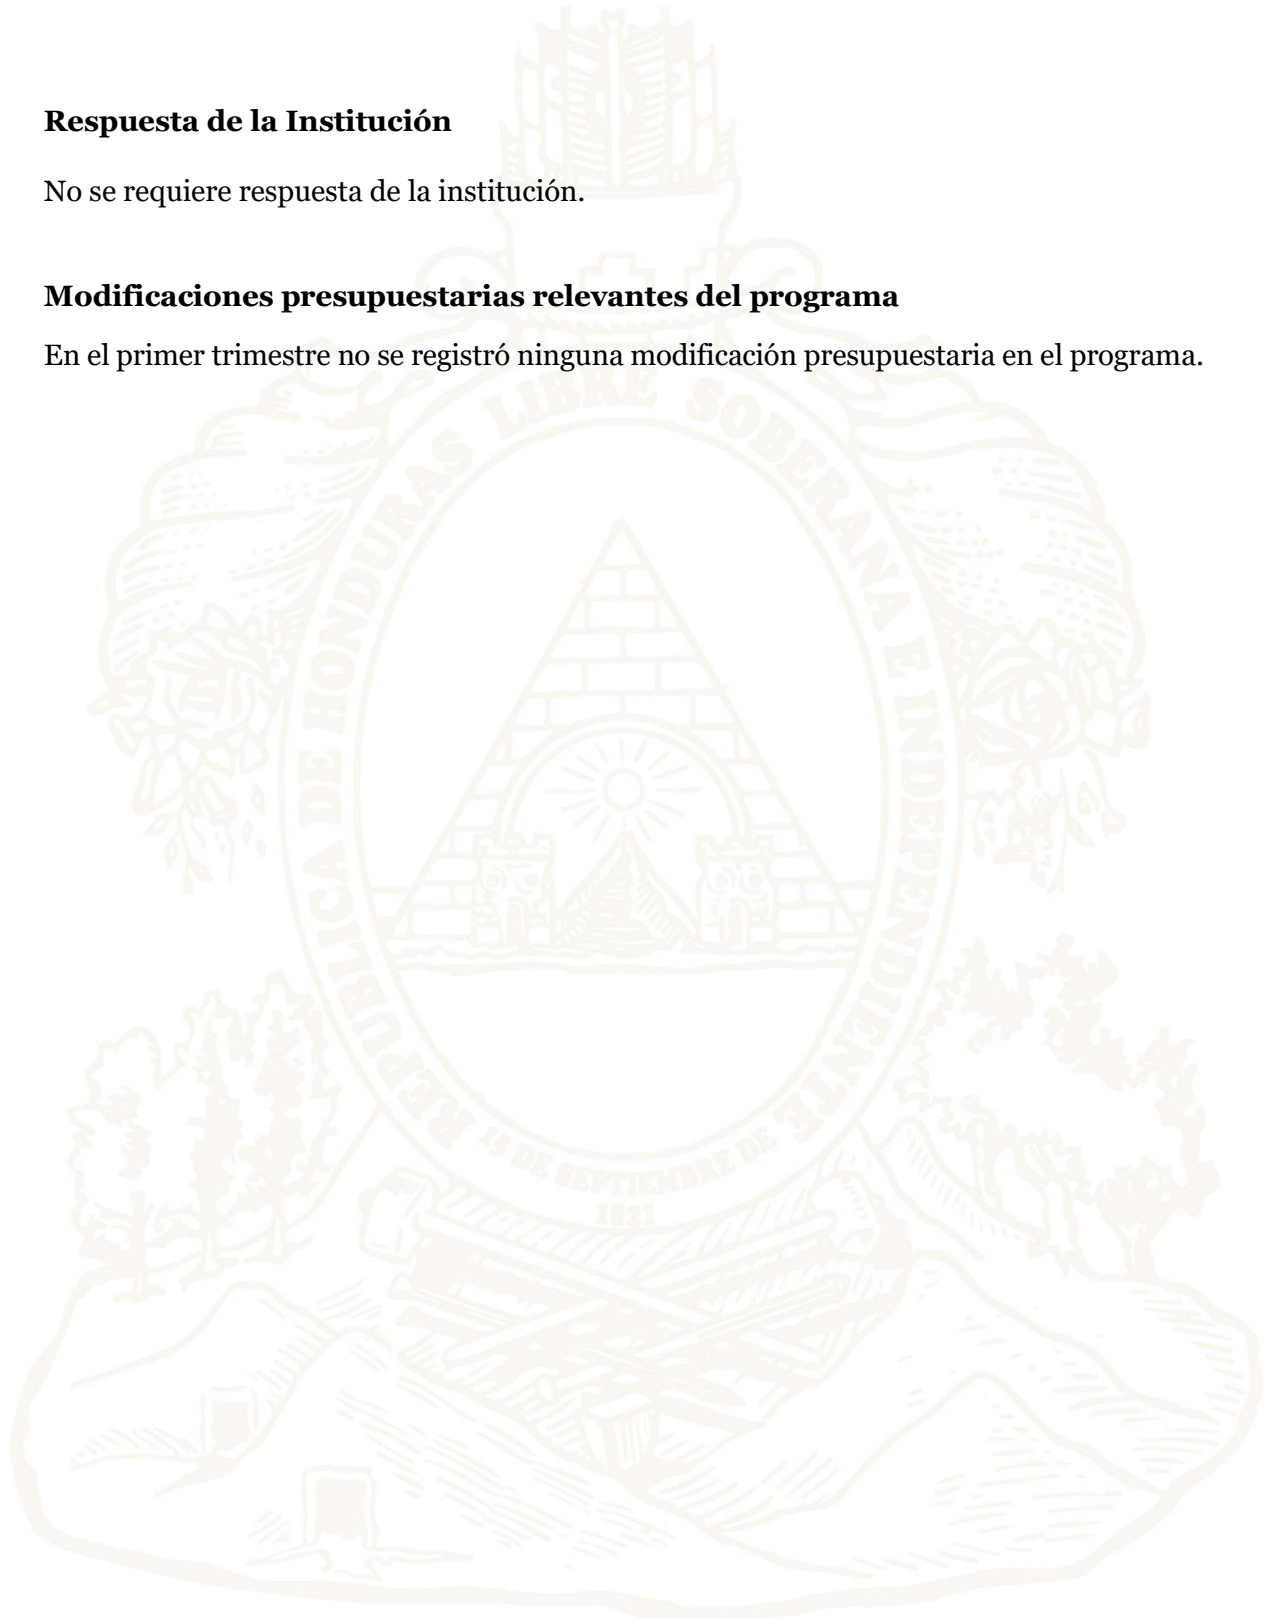 Respuesta de la Institución
No se requiere respuesta de la institución.
Modificaciones presupuestarias relevantes del programa
En el primer trimestre no se registró ninguna modificación presupuestaria en el programa.
REPUBLICA DE HONDURAS LIBRE SOBERANA E INDEPENDIENTE
15 DE SEPTIEMBRE DE
1821